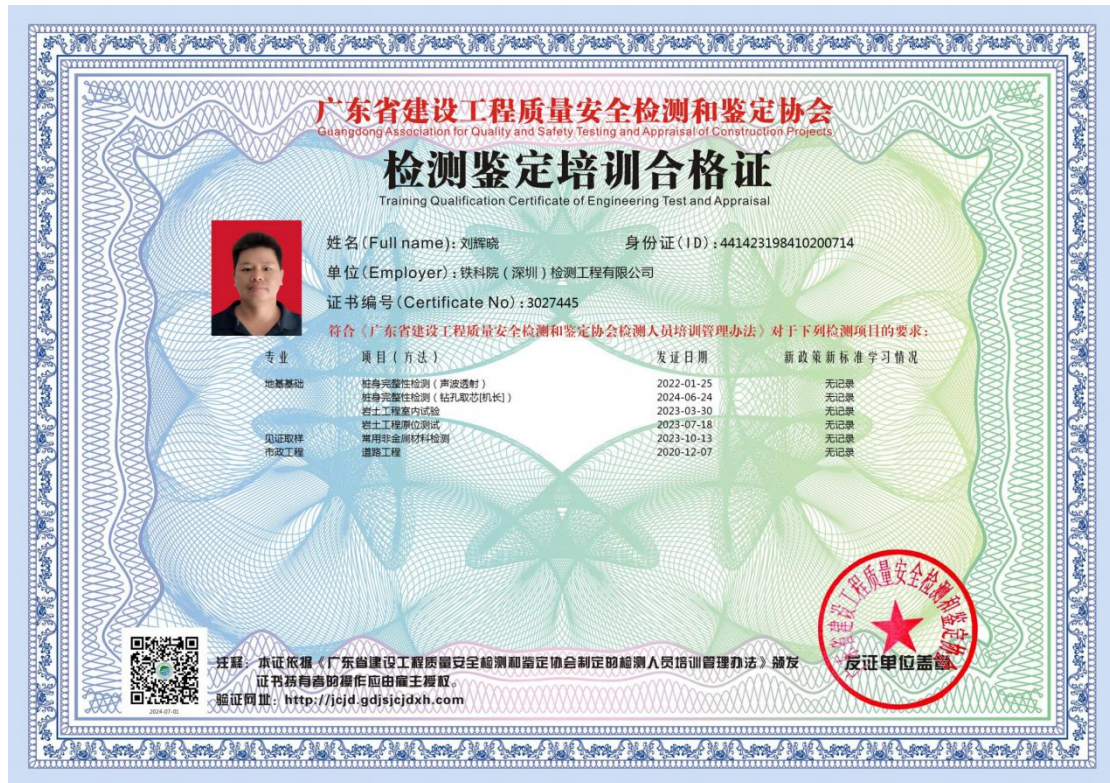 广东省建设工程质量安全检测和鉴定协会
Guangdong Association for Quality and Safety Testing and Appraisal of Construction Projects
检测鉴定培训合格证
Training Qualification Certificate of Engineering Test and Appraisal
姓名(Full name): 刘辉晓 身份证(ID): 441423198410200714
单位(Employer): 铁科院(深圳)检测工程有限公司
证书编号(Certificate No): 3027445
符合《广东省建设工程质量安全检测和鉴定协会检测人员培训管理办法》对于下列检测项目的要求:
专业 项目(方法) 发证日期 新政策新标准学习情况
地基基础 桩身完整性检测(声波透射) 2022-01-25 无记录
桩身完整性检测(钻孔取芯[机长]) 2024-06-24 无记录
岩土工程室内试验 2023-03-30 无记录
岩土工程原位测试 2023-07-18 无记录
见证取样 常用非金属材料检测 2023-10-13 无记录
市政工程 道路工程 2020-12-07 无记录
注释: 本证依据《广东省建设工程质量安全检测和鉴定协会制定的检测人员培训管理办法》颁发
证书持有者的操作应由雇主授权。
验证网址: http://jcjd.gdjsjcjdxh.com
2024-07-01
广东省建设工程质量安全检测和鉴定协会
发证单位盖章